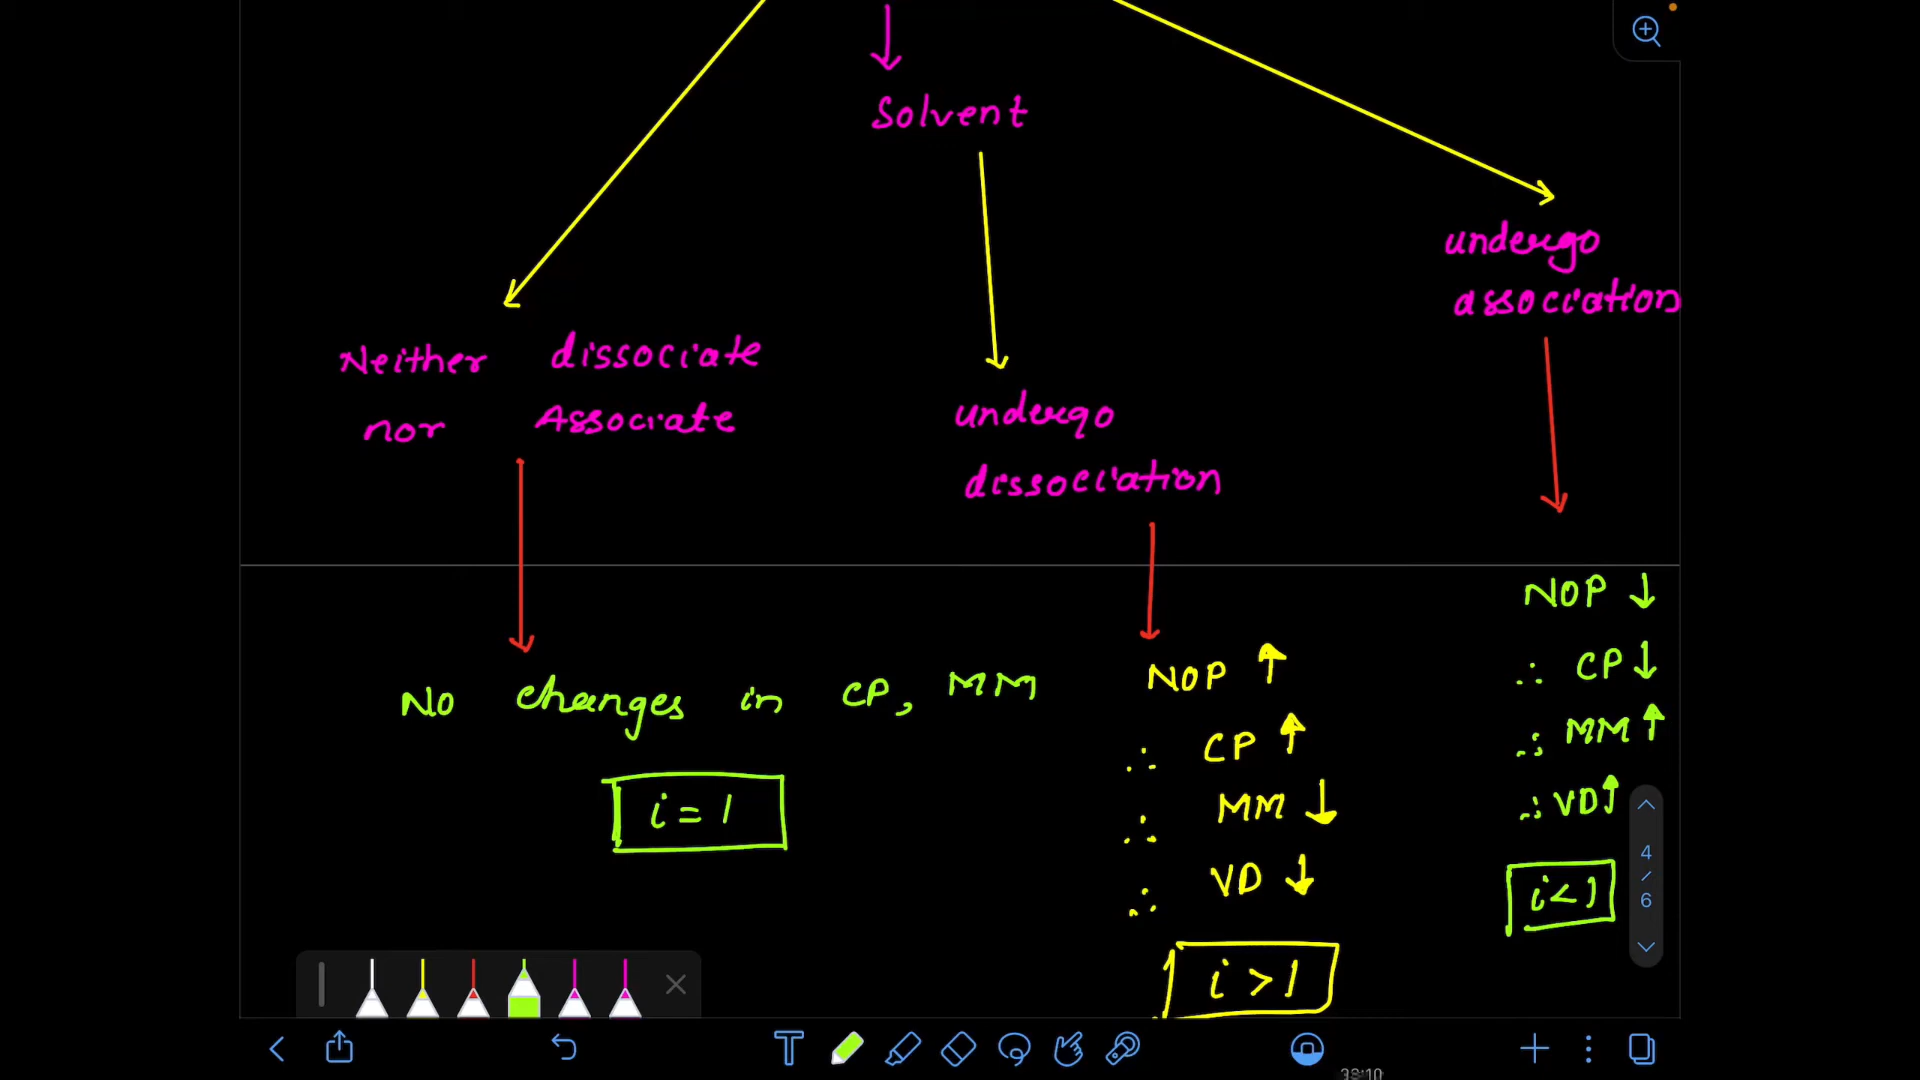 Solvent
undergo
association
Neither dissociate
nor Associate
undergo
dissociation
No changes in CP, MM
i = 1
NOP ↑
∴ CP ↑
∴ MM ↓
∴ VD ↓
i > 1
NOP ↓
∴ CP ↓
∴ MM ↑
∴ VD ↑
i < 1
4
/
6
T